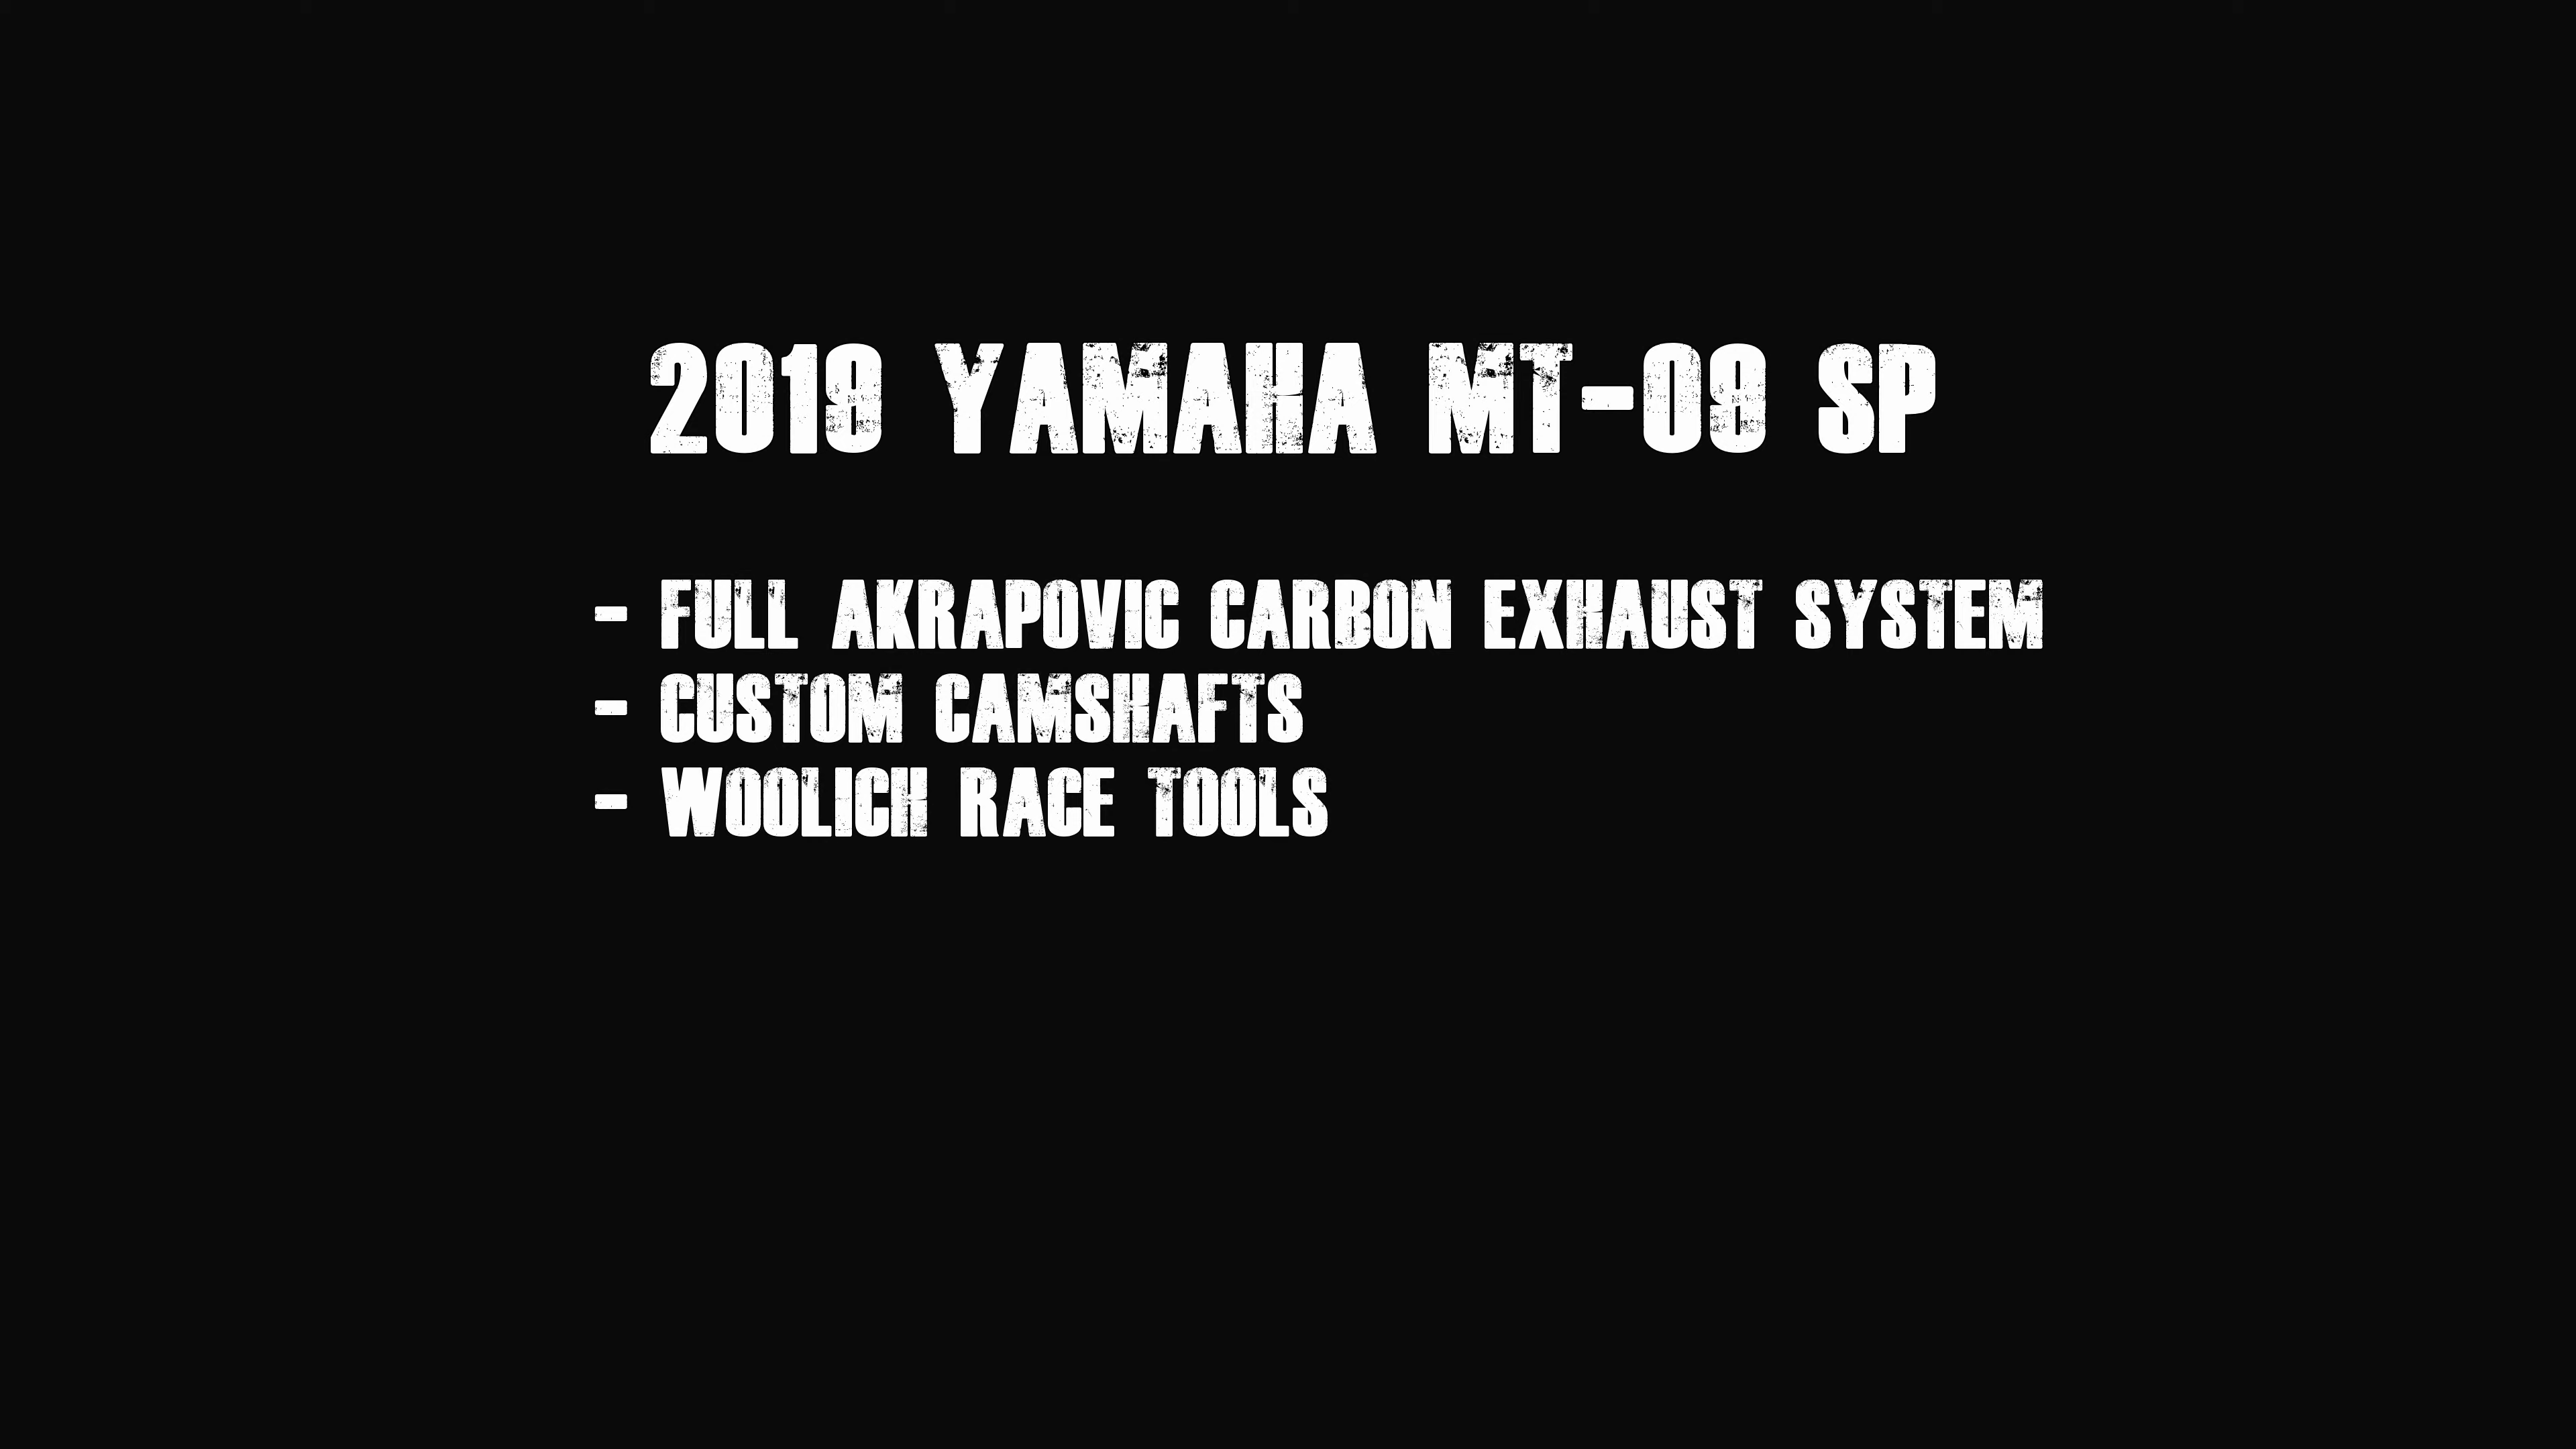 2019 YAMAHA MT-09 SP
- FULL AKRAPOVIC CARBON EXHAUST SYSTEM
- CUSTOM CAMSHAFTS
- WOOLICH RACE TOOLS